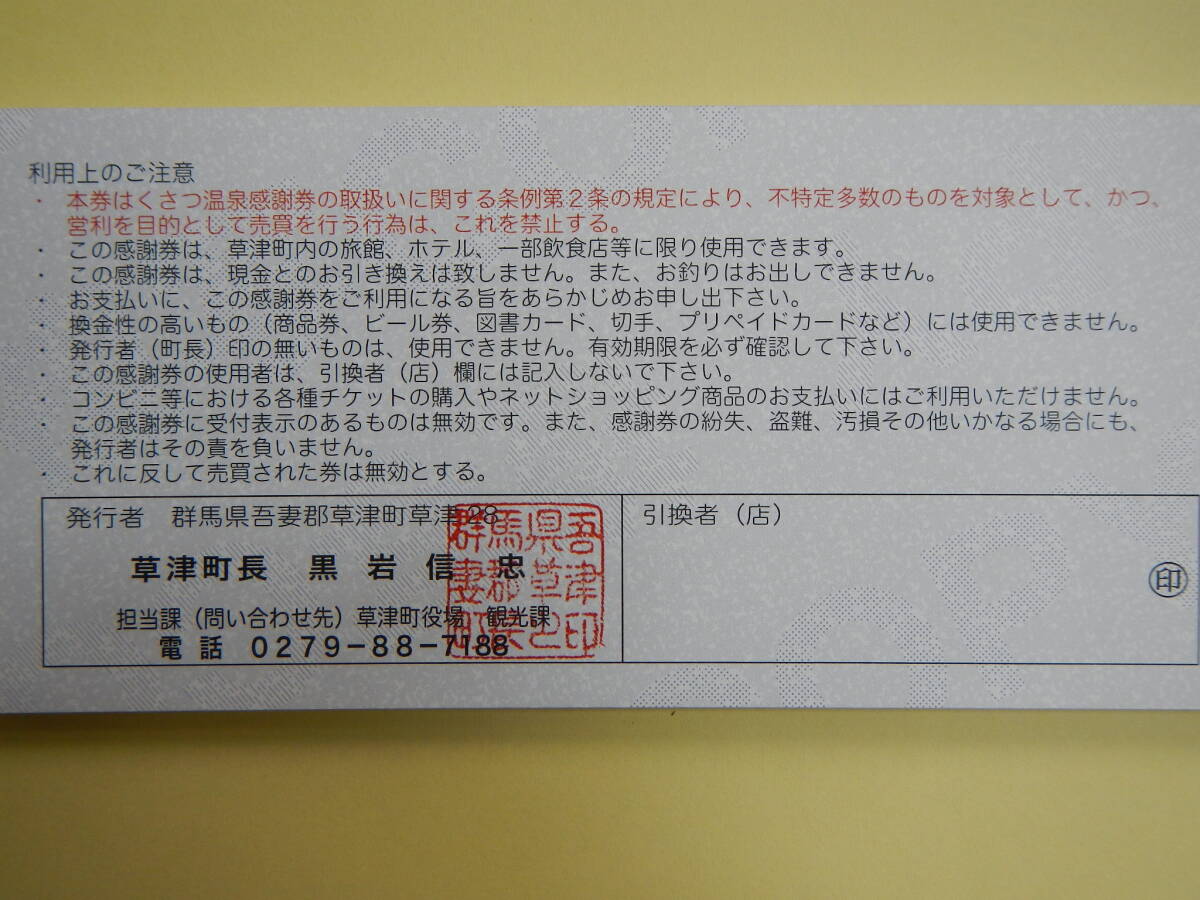 利用上のご注意
・ 本券はくさつ温泉感謝券の取扱いに関する条例第２条の規定により、不特定多数のものを対象として、かつ、
営利を目的として売買を行う行為は、これを禁止する。
・ この感謝券は、草津町内の旅館、ホテル、一部飲食店等に限り使用できます。
・ この感謝券は、現金とのお引き換えは致しません。また、お釣りはお出しできません。
・ お支払いに、この感謝券をご利用になる旨をあらかじめお申し出下さい。
・ 換金性の高いもの（商品券、ビール券、図書カード、切手、プリペイドカードなど）には使用できません。
・ 発行者（町長）印の無いものは、使用できません。有効期限を必ず確認して下さい。
・ この感謝券の使用者は、引換者（店）欄には記入しないで下さい。
・ コンビニ等における各種チケットの購入やネットショッピング商品のお支払いにはご利用いただけません。
・ この感謝券に受付表示のあるものは無効です。また、感謝券の紛失、盗難、汚損その他いかなる場合にも、
発行者はその責を負いません。
・ これに反して売買された券は無効とする。
発行者 群馬県吾妻郡草津町草津28
草津町長 黒岩信忠
担当課（問い合わせ先）草津町役場 観光課
電話 0279-88-7188
群馬県吾
妻郡草津
町長之印
引換者（店）
印